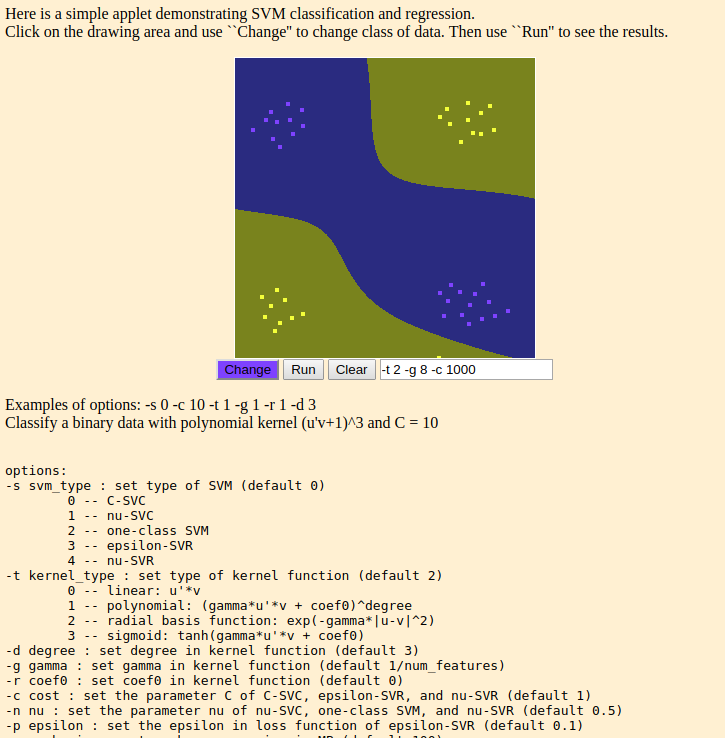 Here is a simple applet demonstrating SVM classification and regression.
Click on the drawing area and use ``Change'' to change class of data. Then use ``Run'' to see the results.
Change Run Clear -t 2 -g 8 -c 1000
Examples of options: -s 0 -c 10 -t 1 -g 1 -r 1 -d 3
Classify a binary data with polynomial kernel (u'v+1)^3 and C = 10
options:
-s svm_type : set type of SVM (default 0)
0 -- C-SVC
1 -- nu-SVC
2 -- one-class SVM
3 -- epsilon-SVR
4 -- nu-SVR
-t kernel_type : set type of kernel function (default 2)
0 -- linear: u'*v
1 -- polynomial: (gamma*u'*v + coef0)^degree
2 -- radial basis function: exp(-gamma*|u-v|^2)
3 -- sigmoid: tanh(gamma*u'*v + coef0)
-d degree : set degree in kernel function (default 3)
-g gamma : set gamma in kernel function (default 1/num_features)
-r coef0 : set coef0 in kernel function (default 0)
-c cost : set the parameter C of C-SVC, epsilon-SVR, and nu-SVR (default 1)
-n nu : set the parameter nu of nu-SVC, one-class SVM, and nu-SVR (default 0.5)
-p epsilon : set the epsilon in loss function of epsilon-SVR (default 0.1)